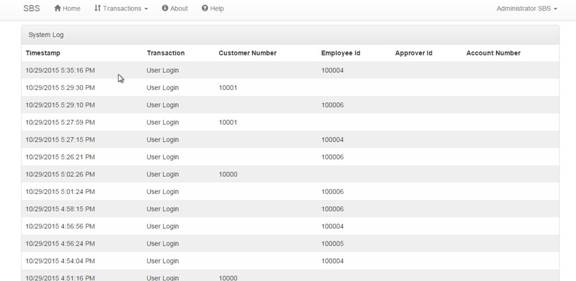 SBS Home Transactions About Help Administrator SBS
System Log
Timestamp Transaction Customer Number Employee Id Approver Id Account Number
10/29/2015 5:35:16 PM User Login 100004
10/29/2015 5:29:30 PM User Login 10001
10/29/2015 5:29:10 PM User Login 100006
10/29/2015 5:27:59 PM User Login 10001
10/29/2015 5:27:15 PM User Login 100004
10/29/2015 5:26:21 PM User Login 100006
10/29/2015 5:02:26 PM User Login 10000
10/29/2015 5:01:24 PM User Login 100006
10/29/2015 4:58:15 PM User Login 100006
10/29/2015 4:56:56 PM User Login 100004
10/29/2015 4:56:24 PM User Login 100005
10/29/2015 4:54:04 PM User Login 100004
10/29/2015 4:51:16 PM User Login 10000